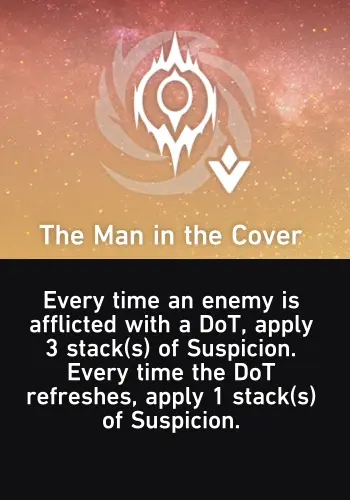 The Man in the Cover
Every time an enemy is
afflicted with a DoT, apply
3 stack(s) of Suspicion.
Every time the DoT
refreshes, apply 1 stack(s)
of Suspicion.